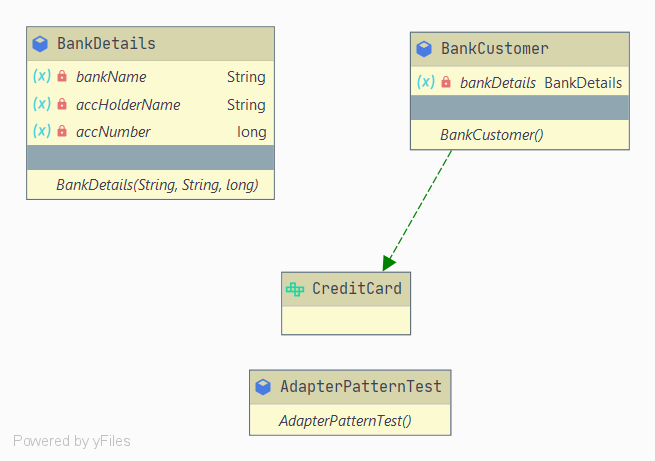 BankDetails
(x) bankName String
(x) accHolderName String
(x) accNumber long
BankDetails(String, String, long)
BankCustomer
(x) bankDetails BankDetails
BankCustomer()
CreditCard
AdapterPatternTest
AdapterPatternTest()
Powered by yFiles